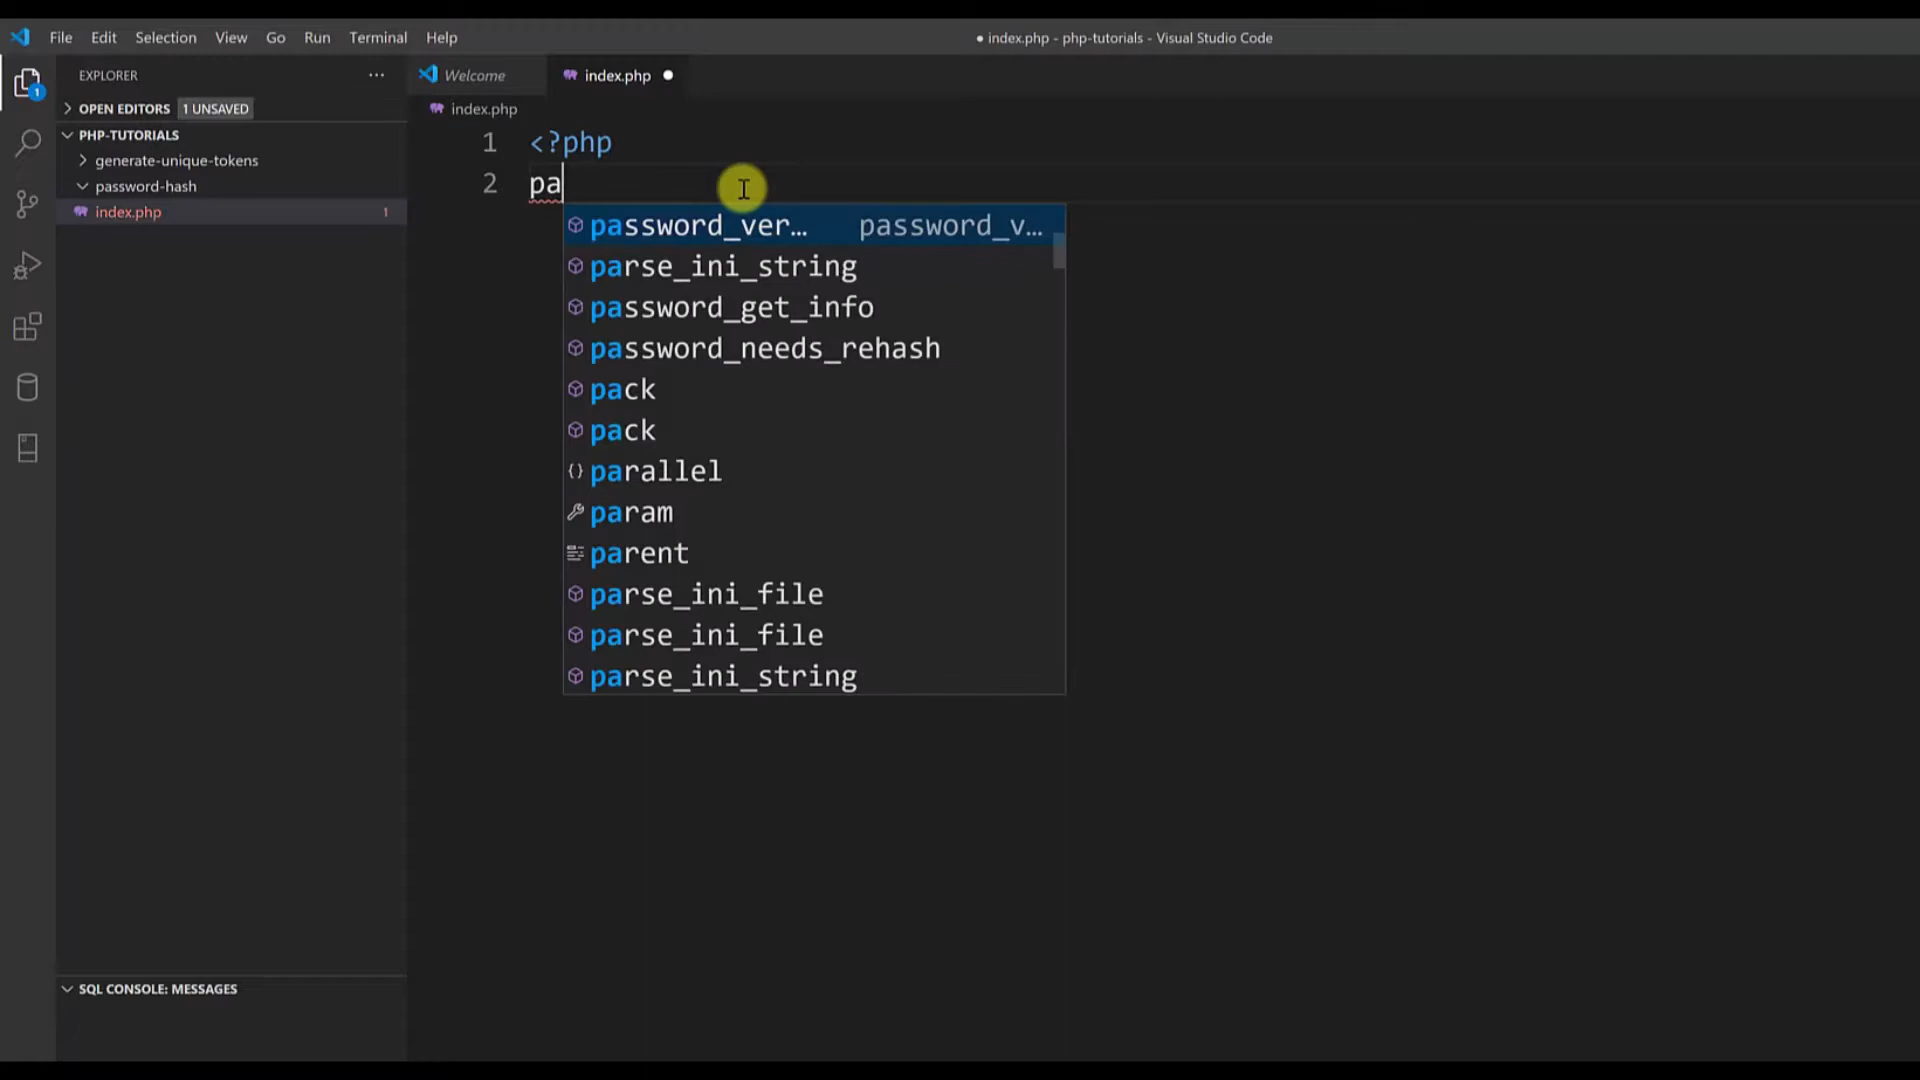 File Edit Selection View Go Run Terminal Help
● index.php - php-tutorials - Visual Studio Code
EXPLORER ···
OPEN EDITORS 1 UNSAVED
PHP-TUTORIALS
generate-unique-tokens
password-hash
index.php 1
SQL CONSOLE: MESSAGES
1
Welcome index.php ●
index.php
1 <?php
2 pa
password_ver… password_v…
parse_ini_string
password_get_info
password_needs_rehash
pack
pack
{} parallel
param
parent
parse_ini_file
parse_ini_file
parse_ini_string